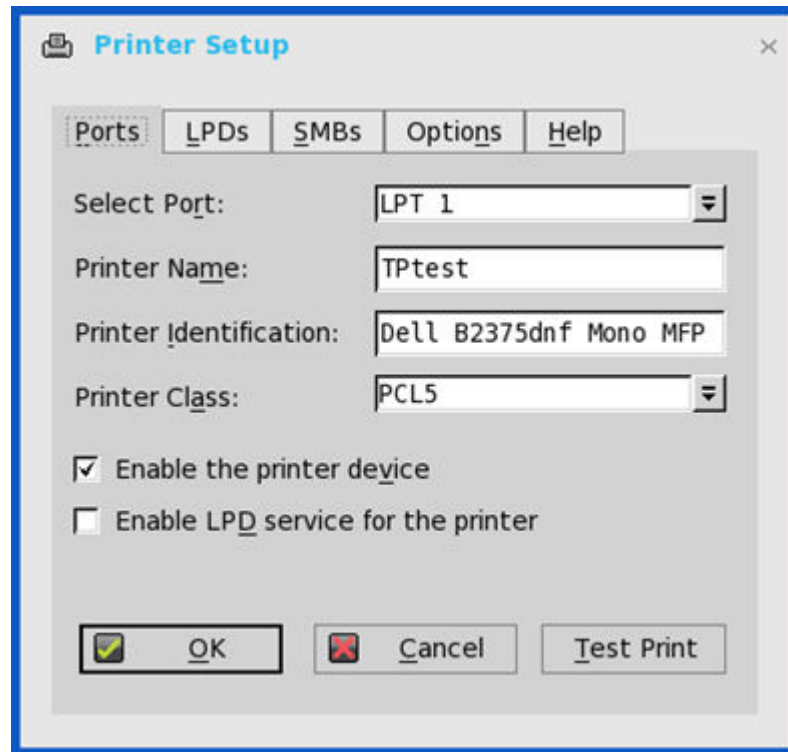 Printer Setup
Ports LPDs SMBs Options Help
Select Port: LPT 1
Printer Name: TPtest
Printer Identification: Dell B2375dnf Mono MFP
Printer Class: PCL5
Enable the printer device
Enable LPD service for the printer
OK Cancel Test Print